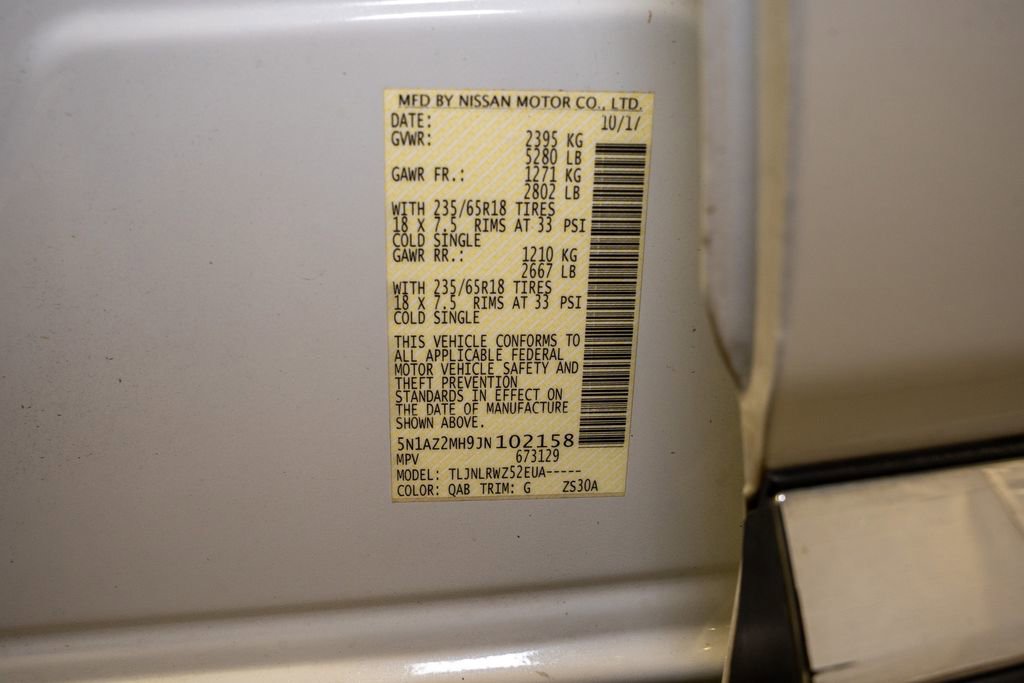 MFD BY NISSAN MOTOR CO., LTD.
DATE: 10/17
GVWR: 2395 KG
5280 LB
GAWR FR.: 1271 KG
2802 LB
WITH 235/65R18 TIRES
18 X 7.5 RIMS AT 33 PSI
COLD SINGLE
GAWR RR.: 1210 KG
2667 LB
WITH 235/65R18 TIRES
18 X 7.5 RIMS AT 33 PSI
COLD SINGLE
THIS VEHICLE CONFORMS TO
ALL APPLICABLE FEDERAL
MOTOR VEHICLE SAFETY AND
THEFT PREVENTION
STANDARDS IN EFFECT ON
THE DATE OF MANUFACTURE
SHOWN ABOVE.
5N1AZ2MH9JN102158
MPV 673129
MODEL: TLJNLRWZ52EUA-----
COLOR: QAB TRIM: G ZS30A